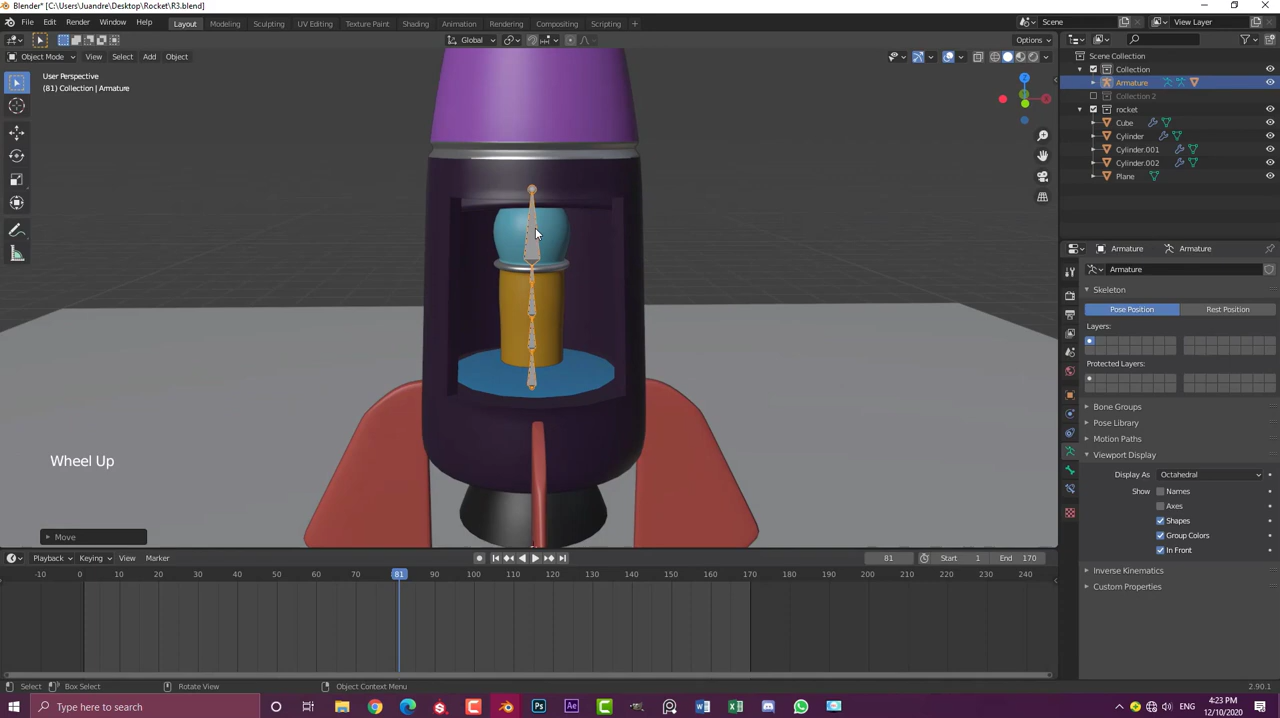 Blender* [C:\Users\Juandre\Desktop\Rocket\R3.blend]
File Edit Render Window Help Layout Modeling Sculpting UV Editing Texture Paint Shading Animation Rendering Compositing Scripting + Scene View Layer
Global Options
Object Mode View Select Add Object
User Perspective
(81) Collection | Armature
Z
Scene Collection
Collection
Armature
Collection 2
rocket
Cube
Cylinder
Cylinder.001
Cylinder.002
Plane
Armature Armature
Armature
Skeleton
Pose Position Rest Position
Layers:
Protected Layers:
Bone Groups
Pose Library
Motion Paths
Viewport Display
Display As Octahedral
Show Names
Axes
Shapes
Group Colors
In Front
Inverse Kinematics
Custom Properties
Wheel Up
Move
Playback Keying View Marker 81 Start 1 End 170
-10 0 10 20 30 40 50 60 70 81 90 100 110 120 130 140 150 160 170 180 190 200 210 220 230 240
Select Box Select Rotate View Object Context Menu 2.90.1
Type here to search
4:23 PM
12/10/2020